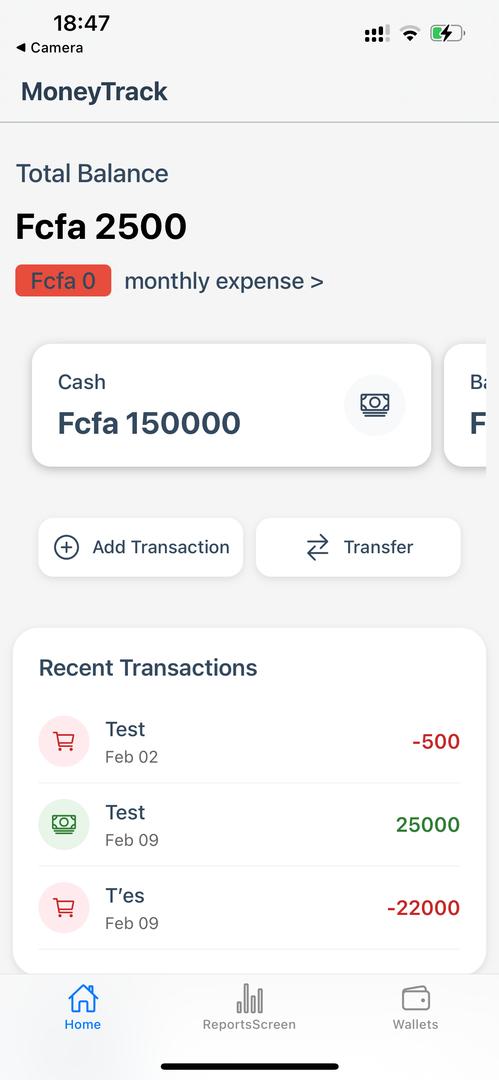 18:47
◀ Camera
MoneyTrack
Total Balance
Fcfa 2500
Fcfa 0 monthly expense >
Cash
Fcfa 150000
Add Transaction
Transfer
Recent Transactions
Test
Feb 02
-500
Test
Feb 09
25000
T’es
Feb 09
-22000
Home
ReportsScreen
Wallets